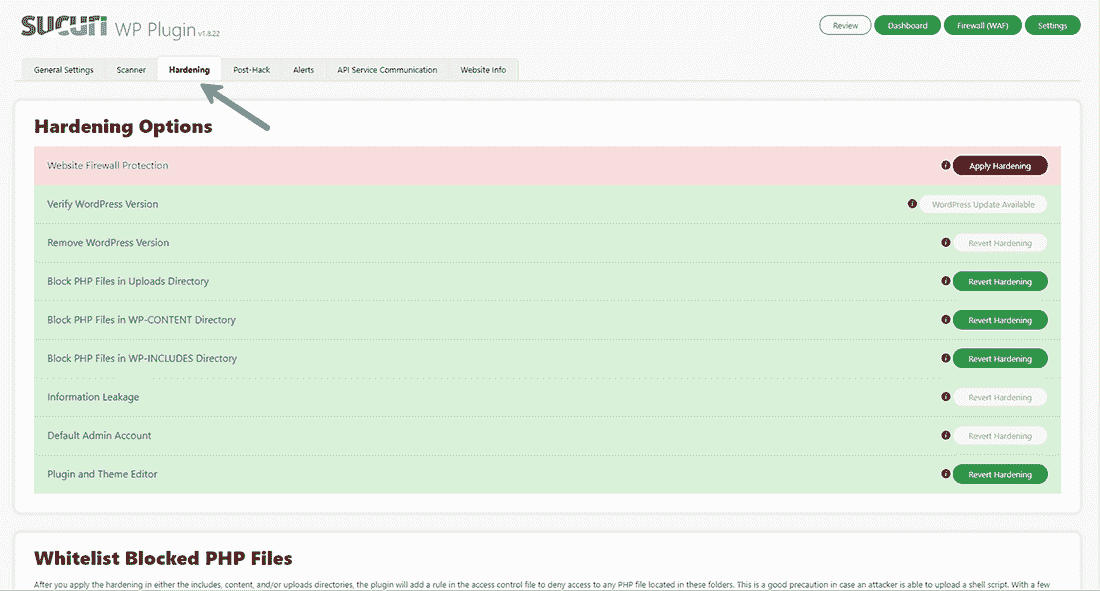 SUCURI WP Plugin v1.8.22
Review Dashboard Firewall (WAF) Settings
General Settings Scanner Hardening Post-Hack Alerts API Service Communication Website Info
Hardening Options
Website Firewall Protection Apply Hardening
Verify WordPress Version WordPress Update Available
Remove WordPress Version Revert Hardening
Block PHP Files in Uploads Directory Revert Hardening
Block PHP Files in WP-CONTENT Directory Revert Hardening
Block PHP Files in WP-INCLUDES Directory Revert Hardening
Information Leakage Revert Hardening
Default Admin Account Revert Hardening
Plugin and Theme Editor Revert Hardening
Whitelist Blocked PHP Files
After you apply the hardening in either the includes, content, and/or uploads directories, the plugin will add a rule in the access control file to deny access to any PHP file located in these folders. This is a good precaution in case an attacker is able to upload a shell script. With a few